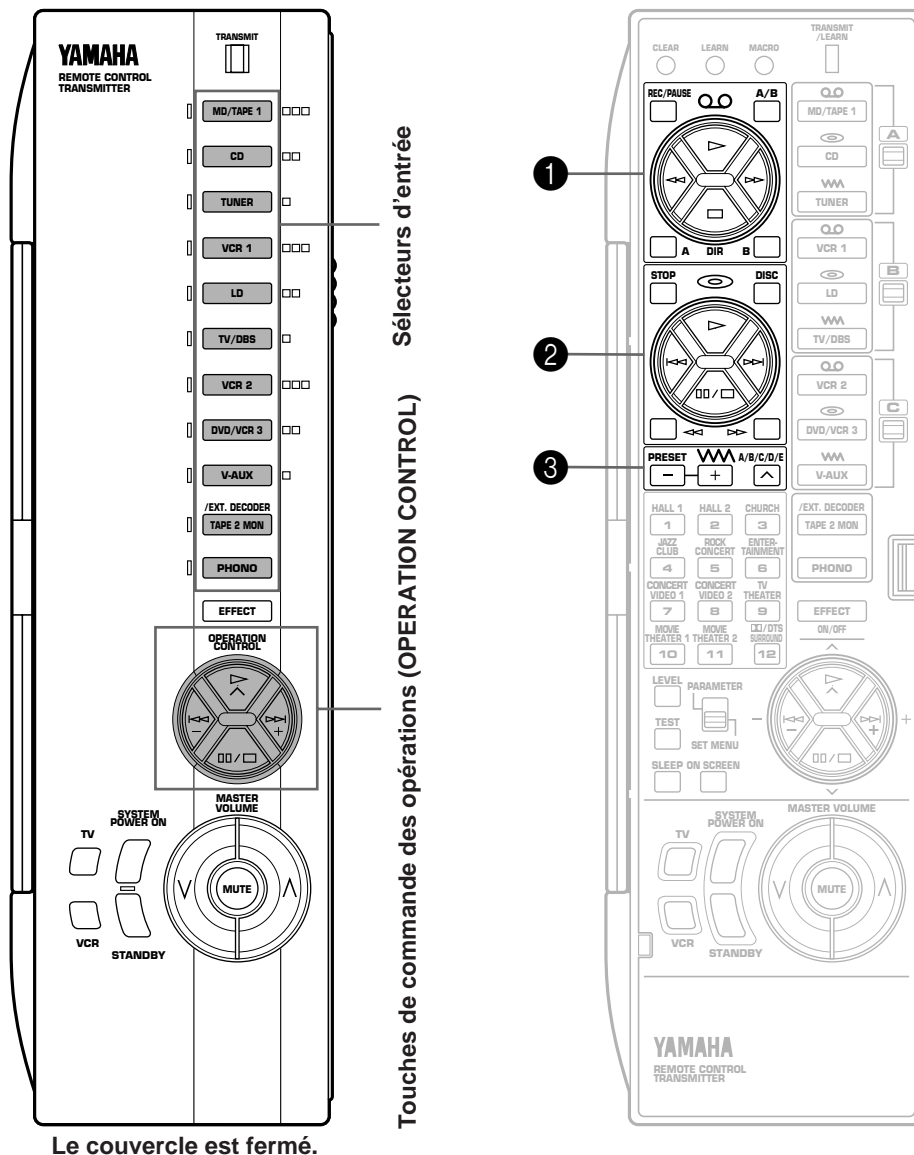 YAMAHA
REMOTE CONTROL
TRANSMITTER
TRANSMIT
MD/TAPE 1
CD
TUNER
VCR 1
LD
TV/DBS
VCR 2
DVD/VCR 3
V-AUX
/EXT. DECODER
TAPE 2 MON
PHONO
EFFECT
OPERATION
CONTROL
− +
MASTER
VOLUME
SYSTEM
POWER ON
TV
MUTE
VCR
STANDBY
Le couvercle est fermé.
Sélecteurs d'entrée
Touches de commande des opérations (OPERATION CONTROL)
1
2
3
CLEAR LEARN MACRO
TRANSMIT
/LEARN
REC/PAUSE A/B
A DIR B
STOP DISC
PRESET A/B/C/D/E
− +
MD/TAPE 1
CD
TUNER
A
VCR 1
LD
TV/DBS
B
VCR 2
DVD/VCR 3
V-AUX
C
/EXT. DECODER
TAPE 2 MON
PHONO
EFFECT
ON/OFF
HALL 1 HALL 2 CHURCH
1 2 3
JAZZ CLUB ROCK CONCERT ENTER-TAINMENT
4 5 6
CONCERT VIDEO 1 CONCERT VIDEO 2 TV THEATER
7 8 9
MOVIE THEATER 1 MOVIE THEATER 2 /DTS SURROUND
10 11 12
LEVEL PARAMETER
TEST
SET MENU
SLEEP ON SCREEN
− − + +
MASTER VOLUME
SYSTEM
POWER ON
TV
MUTE
VCR
STANDBY
YAMAHA
REMOTE CONTROL
TRANSMITTER